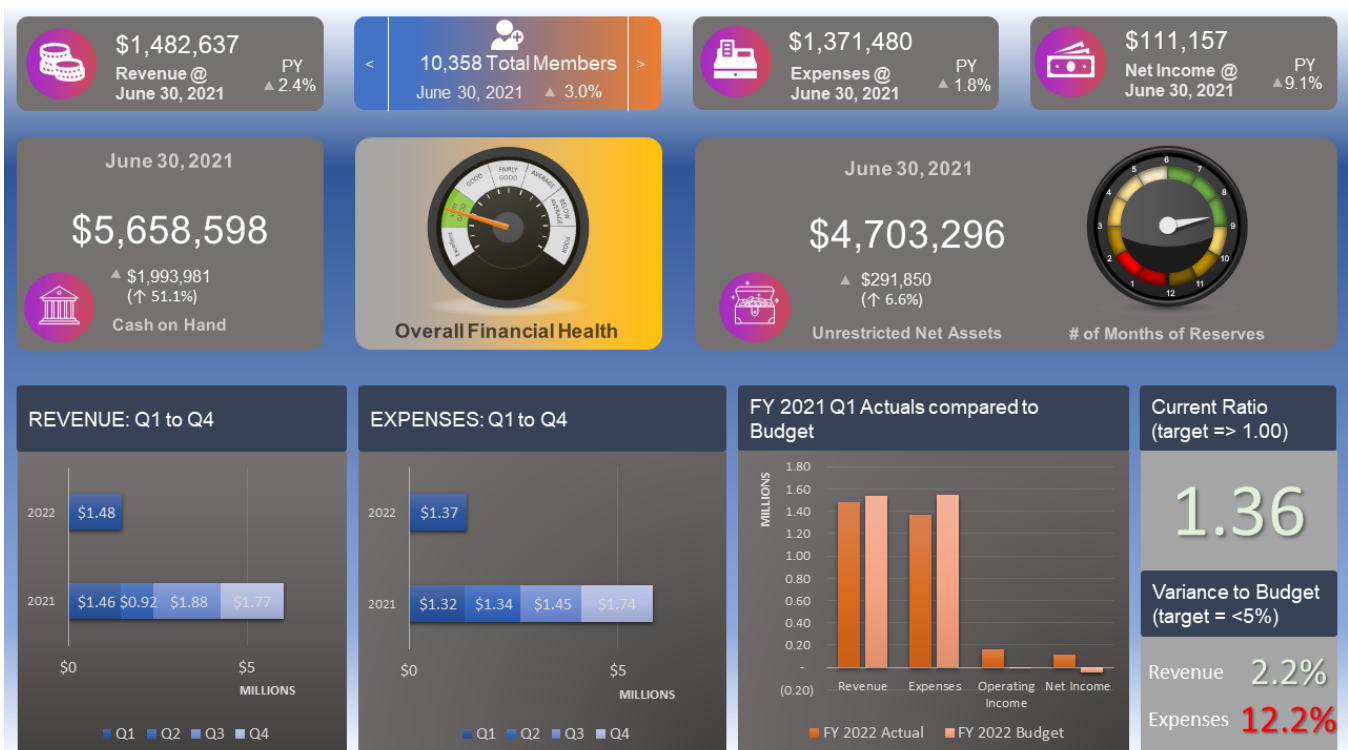 $1,482,637
Revenue @
June 30, 2021
PY
▲ 2.4%
<
10,358 Total Members
>
June 30, 2021 ▲ 3.0%
$1,371,480
Expenses @
June 30, 2021
PY
▲ 1.8%
$111,157
Net Income @
June 30, 2021
PY
▲9.1%
June 30, 2021
$5,658,598
▲ $1,993,981
(↑ 51.1%)
Cash on Hand
Excellent
VERY GOOD
GOOD
FAIRLY GOOD
AVERAGE
BELOW AVERAGE
POOR
Overall Financial Health
June 30, 2021
$4,703,296
▲ $291,850
(↑ 6.6%)
Unrestricted Net Assets
1
2
3
4
5
6
7
8
9
10
11
12
# of Months of Reserves
REVENUE: Q1 to Q4
2022 $1.48
2021 $1.46 $0.92 $1.88 $1.77
$0 $5
MILLIONS
Q1 Q2 Q3 Q4
EXPENSES: Q1 to Q4
2022 $1.37
2021 $1.32 $1.34 $1.45 $1.74
$0 $5
MILLIONS
Q1 Q2 Q3 Q4
FY 2021 Q1 Actuals compared to
Budget
MILLIONS
1.80
1.60
1.40
1.20
1.00
0.80
0.60
0.40
0.20
-
(0.20)
Revenue Expenses Operating Net Income
Income
FY 2022 Actual FY 2022 Budget
Current Ratio
(target => 1.00)
1.36
Variance to Budget
(target = <5%)
Revenue 2.2%
Expenses 12.2%